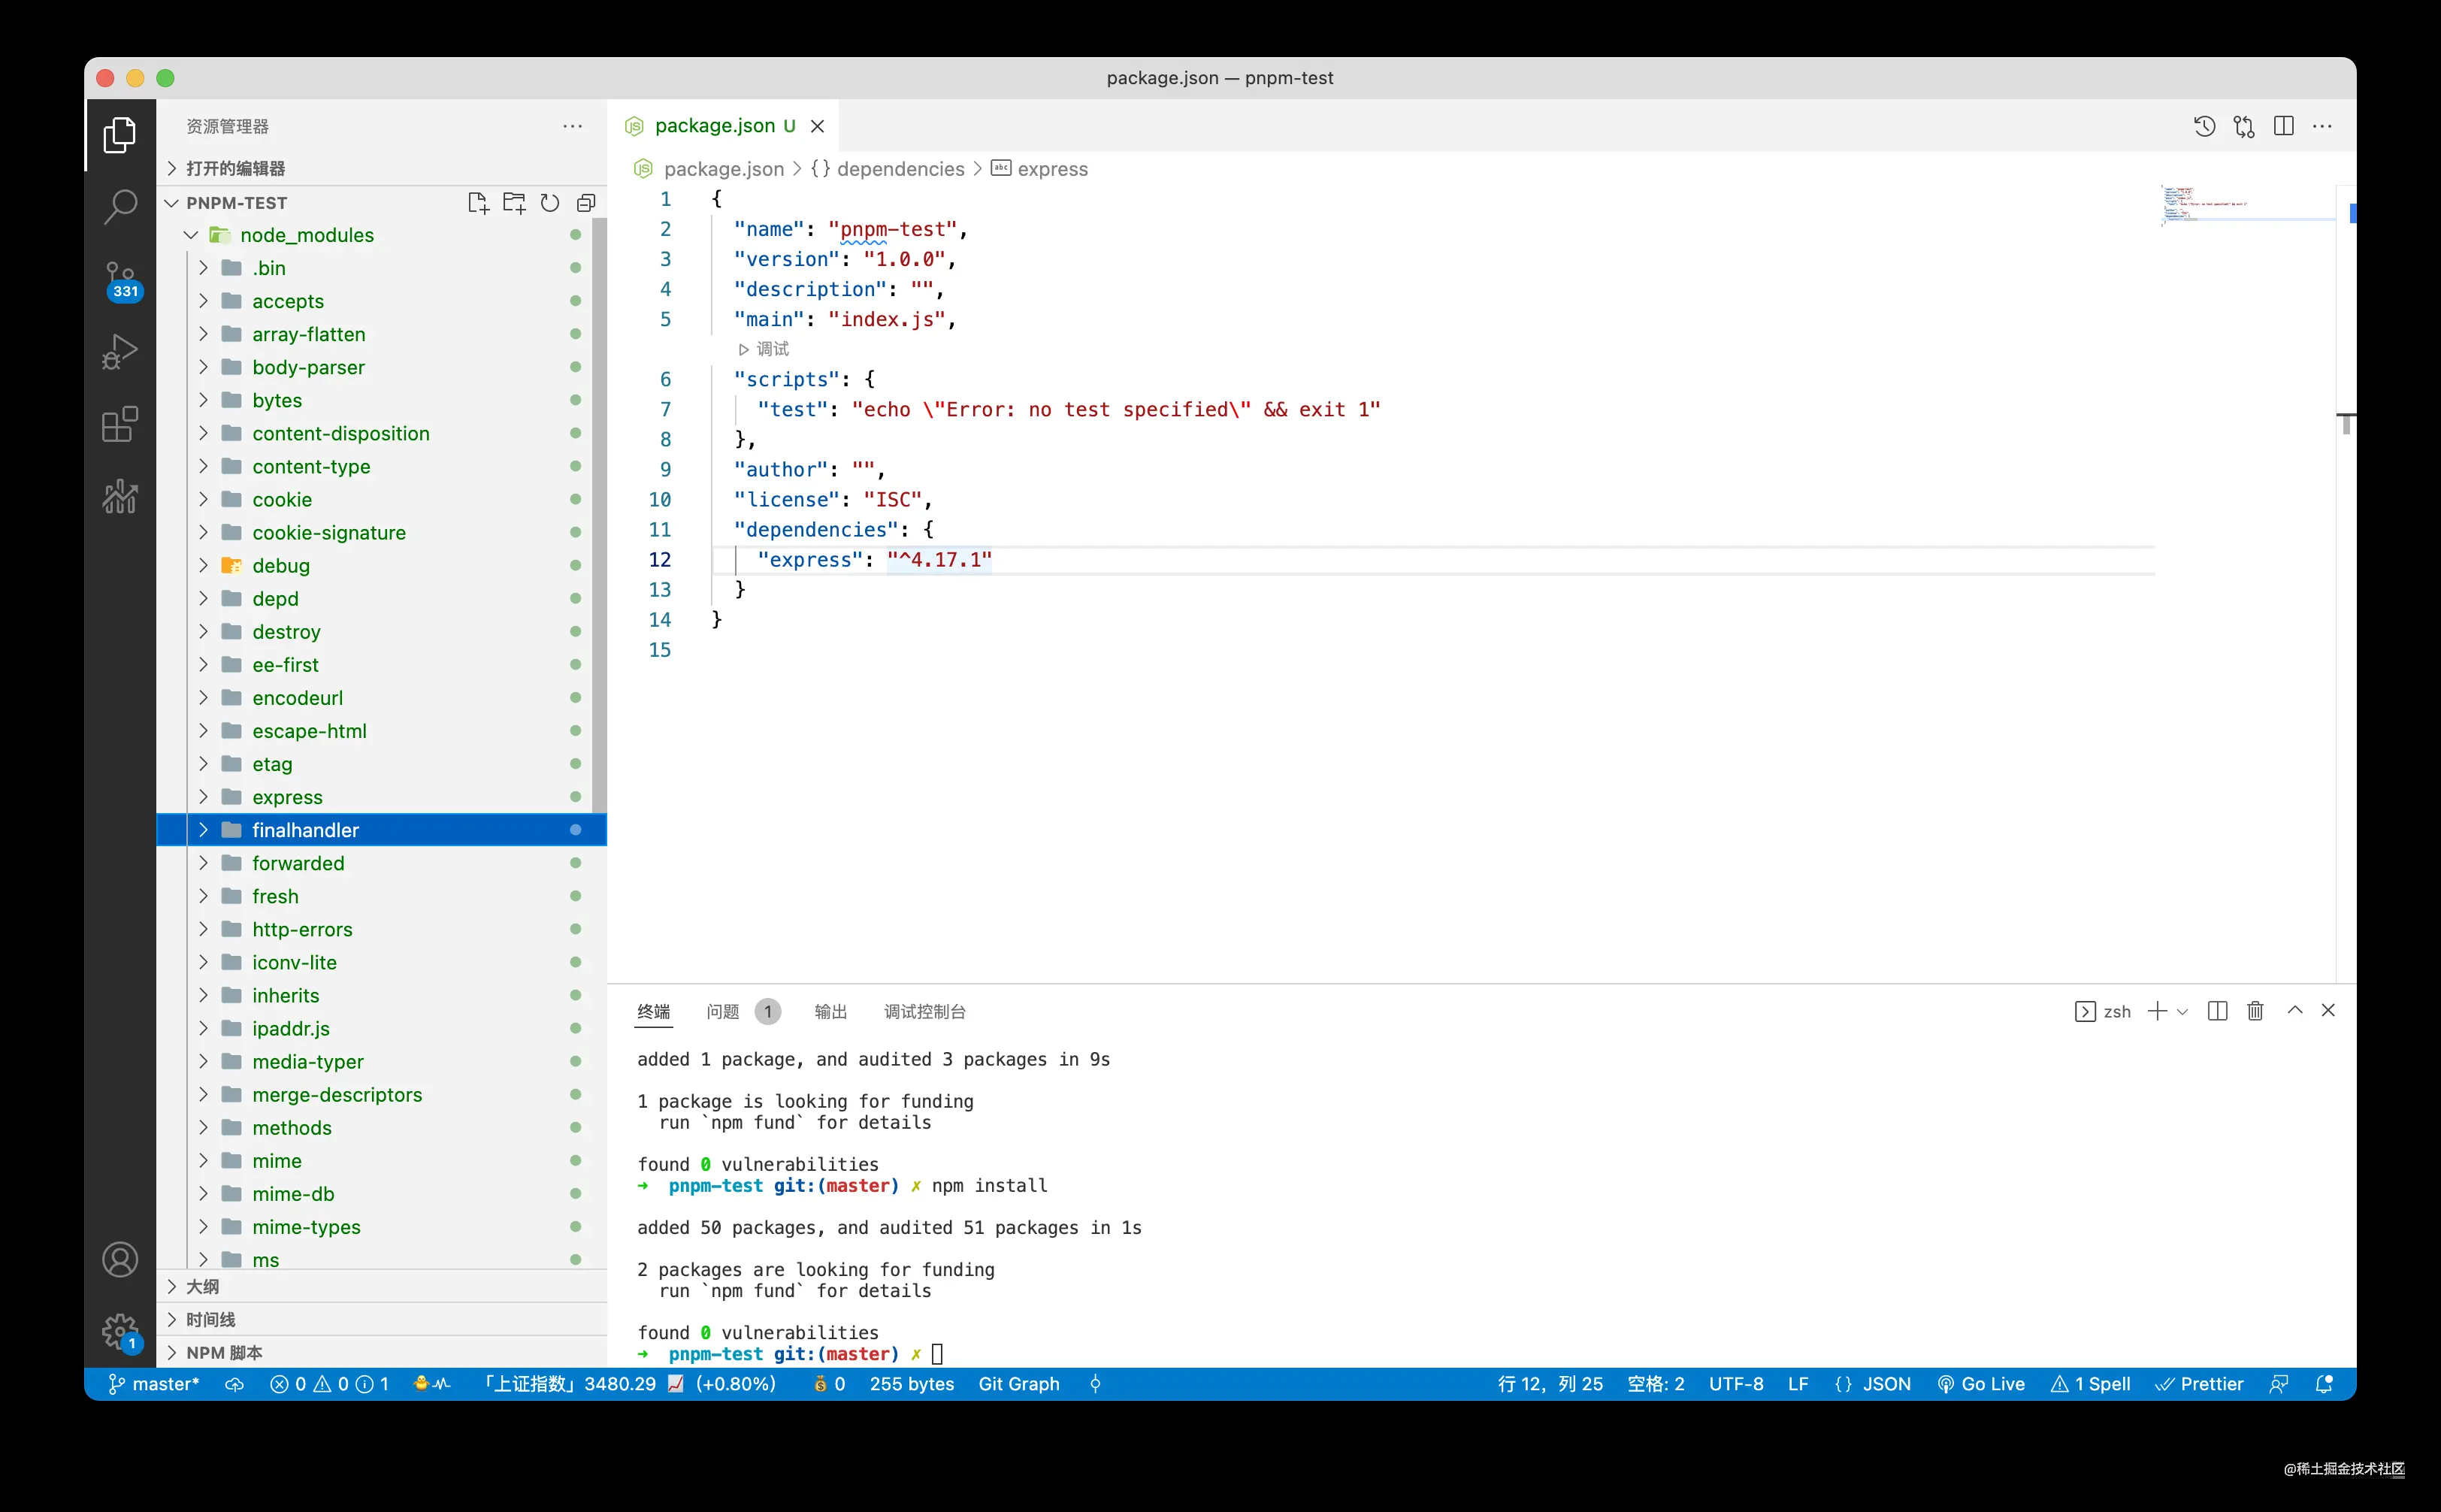 package.json — pnpm-test
资源管理器
打开的编辑器
PNPM-TEST
node_modules
.bin
accepts
array-flatten
body-parser
bytes
content-disposition
content-type
cookie
cookie-signature
debug
depd
destroy
ee-first
encodeurl
escape-html
etag
express
finalhandler
forwarded
fresh
http-errors
iconv-lite
inherits
ipaddr.js
media-typer
merge-descriptors
methods
mime
mime-db
mime-types
ms
大纲
时间线
NPM 脚本
331
1
package.json U
package.json > {} dependencies > abc express
1 {
2 "name": "pnpm-test",
3 "version": "1.0.0",
4 "description": "",
5 "main": "index.js",
调试
6 "scripts": {
7 "test": "echo \"Error: no test specified\" && exit 1"
8 },
9 "author": "",
10 "license": "ISC",
11 "dependencies": {
12 "express": "^4.17.1"
13 }
14 }
15
终端 问题 1 输出 调试控制台 zsh
added 1 package, and audited 3 packages in 9s
1 package is looking for funding
run `npm fund` for details
found 0 vulnerabilities
➜ pnpm-test git:(master) ✗ npm install
added 50 packages, and audited 51 packages in 1s
2 packages are looking for funding
run `npm fund` for details
found 0 vulnerabilities
➜ pnpm-test git:(master) ✗
master* 0 0 1 「上证指数」3480.29 📈 (+0.80%) 💰 0 255 bytes Git Graph 行 12，列 25 空格: 2 UTF-8 LF {} JSON Go Live 1 Spell Prettier
@稀土掘金技术社区